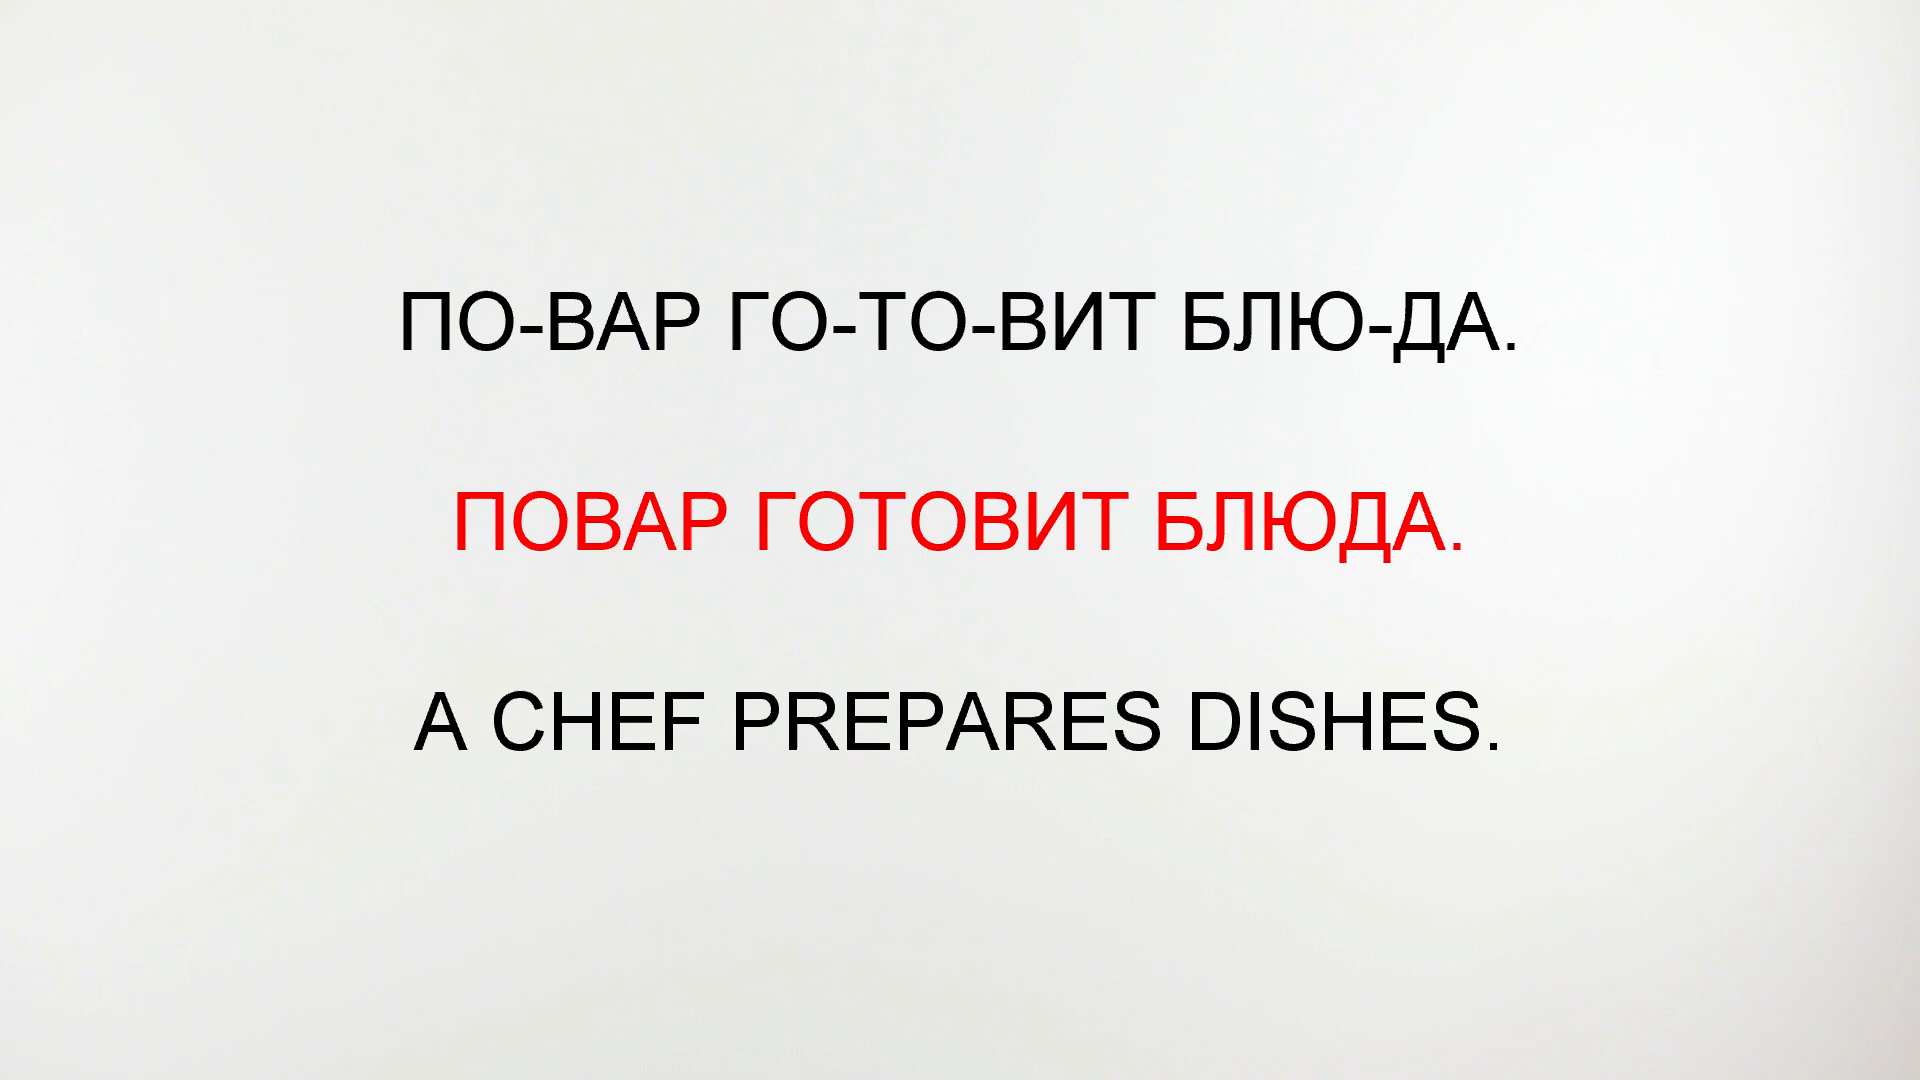 ПО-ВАР ГО-ТО-ВИТ БЛЮ-ДА.
ПОВАР ГОТОВИТ БЛЮДА.
A CHEF PREPARES DISHES.